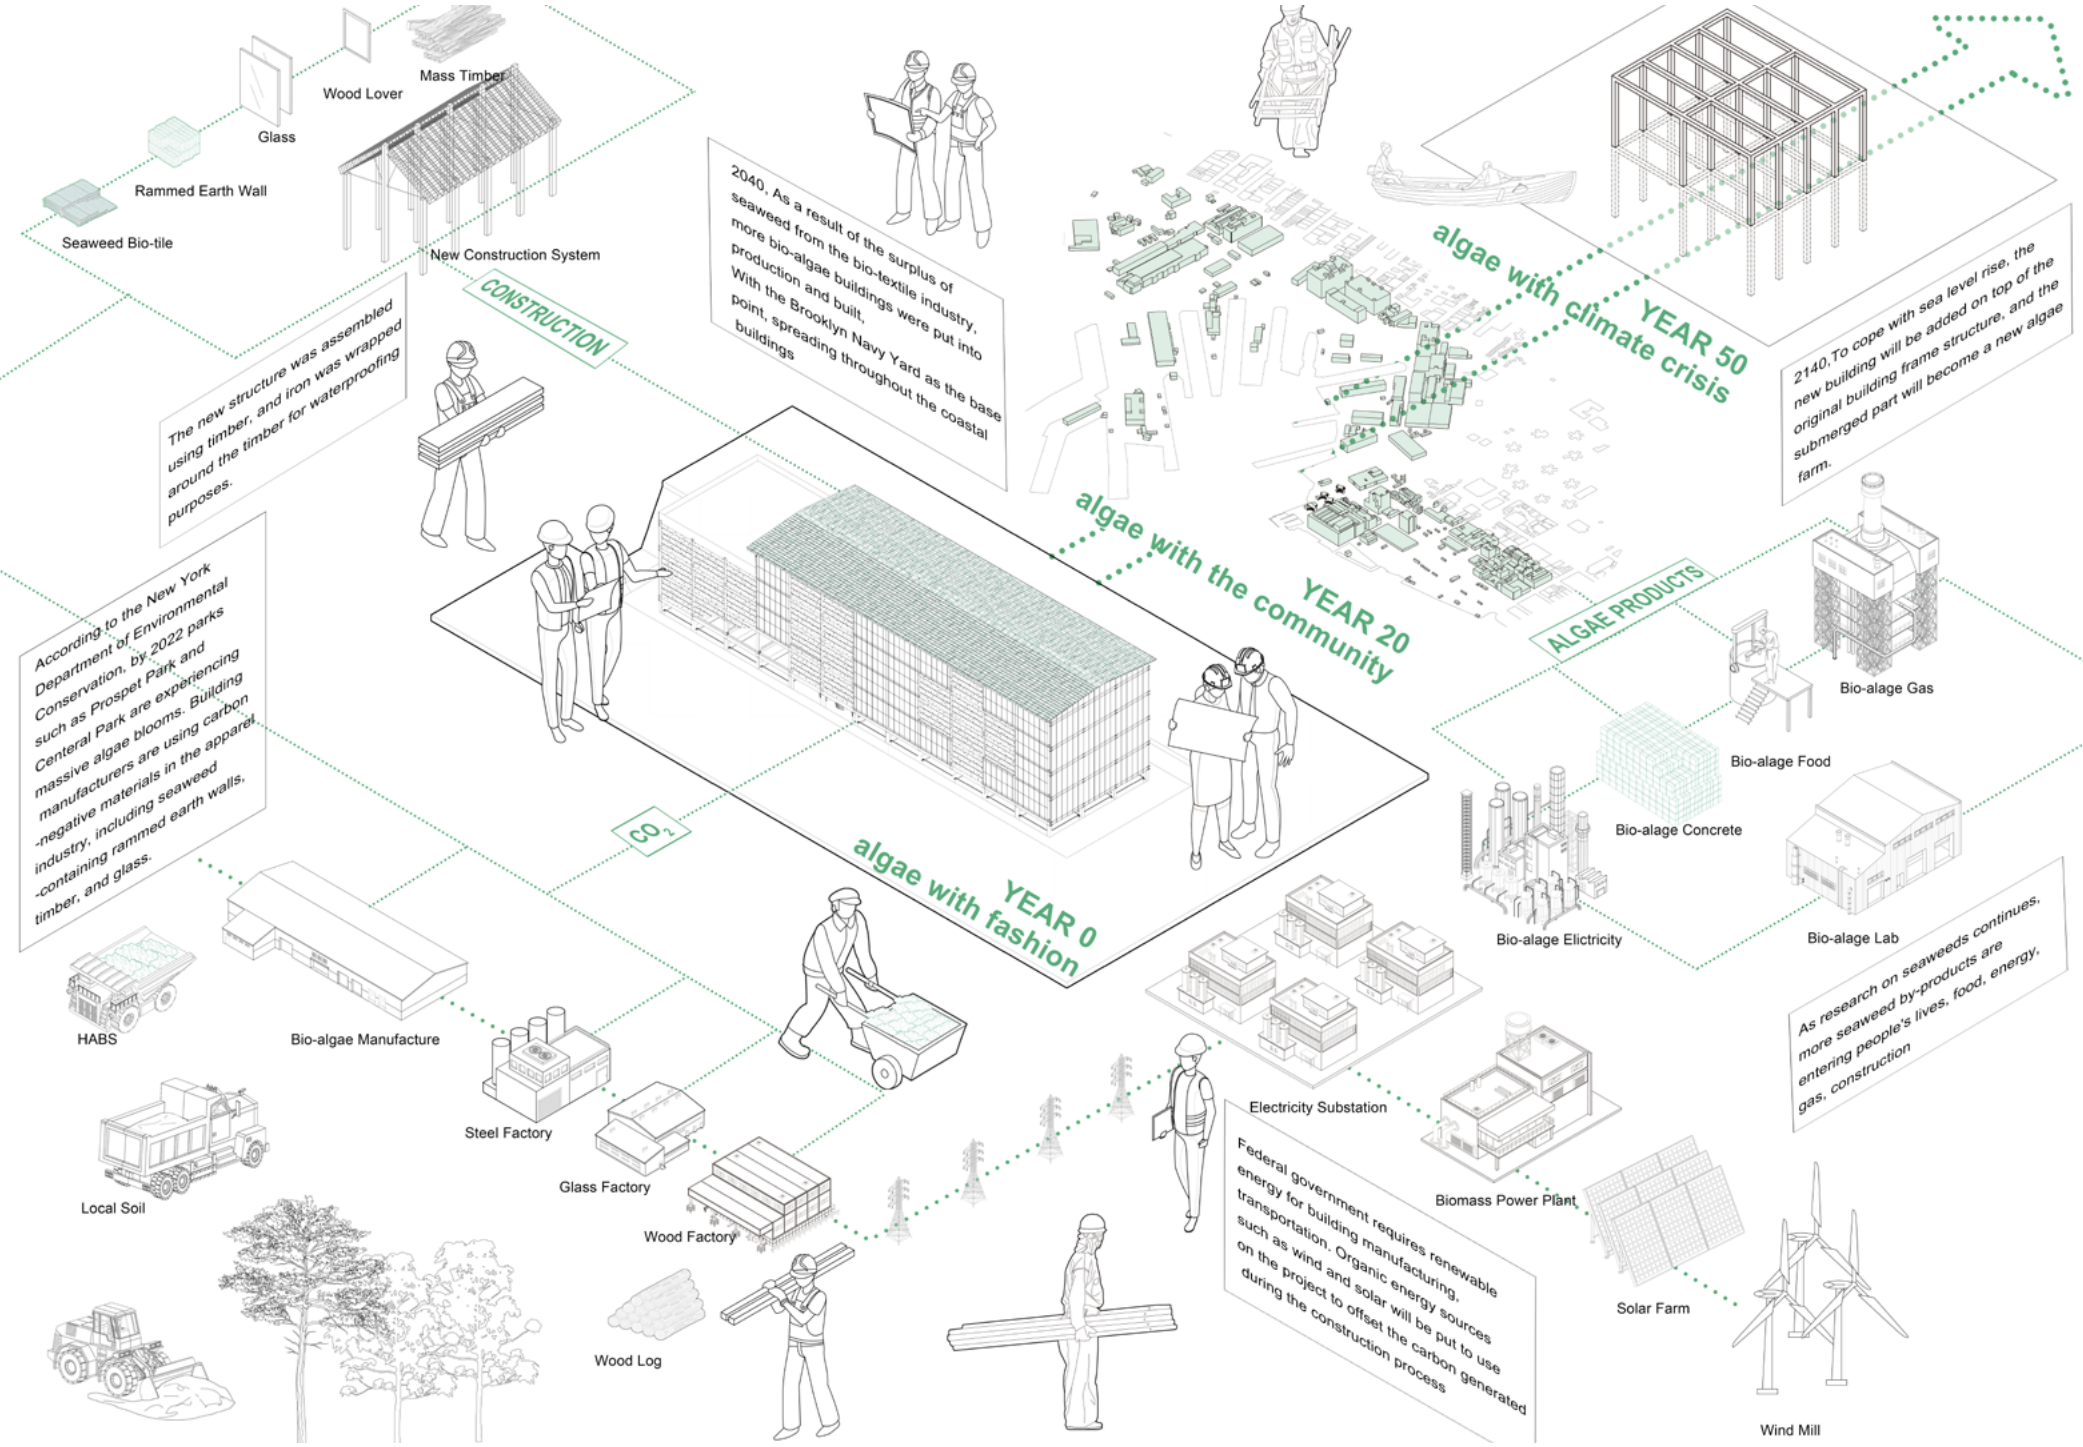 Mass Timber
Wood Lover
Glass
Rammed Earth Wall
Seaweed Bio-tile
New Construction System
CONSTRUCTION
The new structure was assembled
using timber, and iron was wrapped
around the timber for waterproofing
purposes.
2040, As a result of the surplus of
seaweed from the bio-textile industry,
more bio-algae buildings were put into
production and built,
With the Brooklyn Navy Yard as the base
point, spreading throughout the coastal
buildings
algae with climate crisis
YEAR 50
2140, To cope with sea level rise, the
new building will be added on top of the
original building frame structure, and the
submerged part will become a new algae
farm.
According to the New York
Department of Environmental
Conservation, by 2022 parks
such as Prospet Park and
Centeral Park are experiencing
massive algae blooms. Building
manufacturers are using carbon
-negative materials in the apparel
industry, including seaweed
-containing rammed earth walls,
timber, and glass.
algae with the community
YEAR 20
ALGAE PRODUCTS
Bio-alage Gas
Bio-alage Food
Bio-alage Concrete
Bio-alage Elictricity
Bio-alage Lab
CO2
algae with fashion
YEAR 0
As research on seaweeds continues,
more seaweed by-products are
entering people's lives, food, energy,
gas, construction
HABS
Bio-algae Manufacture
Steel Factory
Glass Factory
Wood Factory
Local Soil
Wood Log
Electricity Substation
Biomass Power Plant
Solar Farm
Wind Mill
Federal government requires renewable
energy for building manufacturing,
transportation. Organic energy sources
such as wind and solar will be put to use
on the project to offset the carbon generated
during the construction process